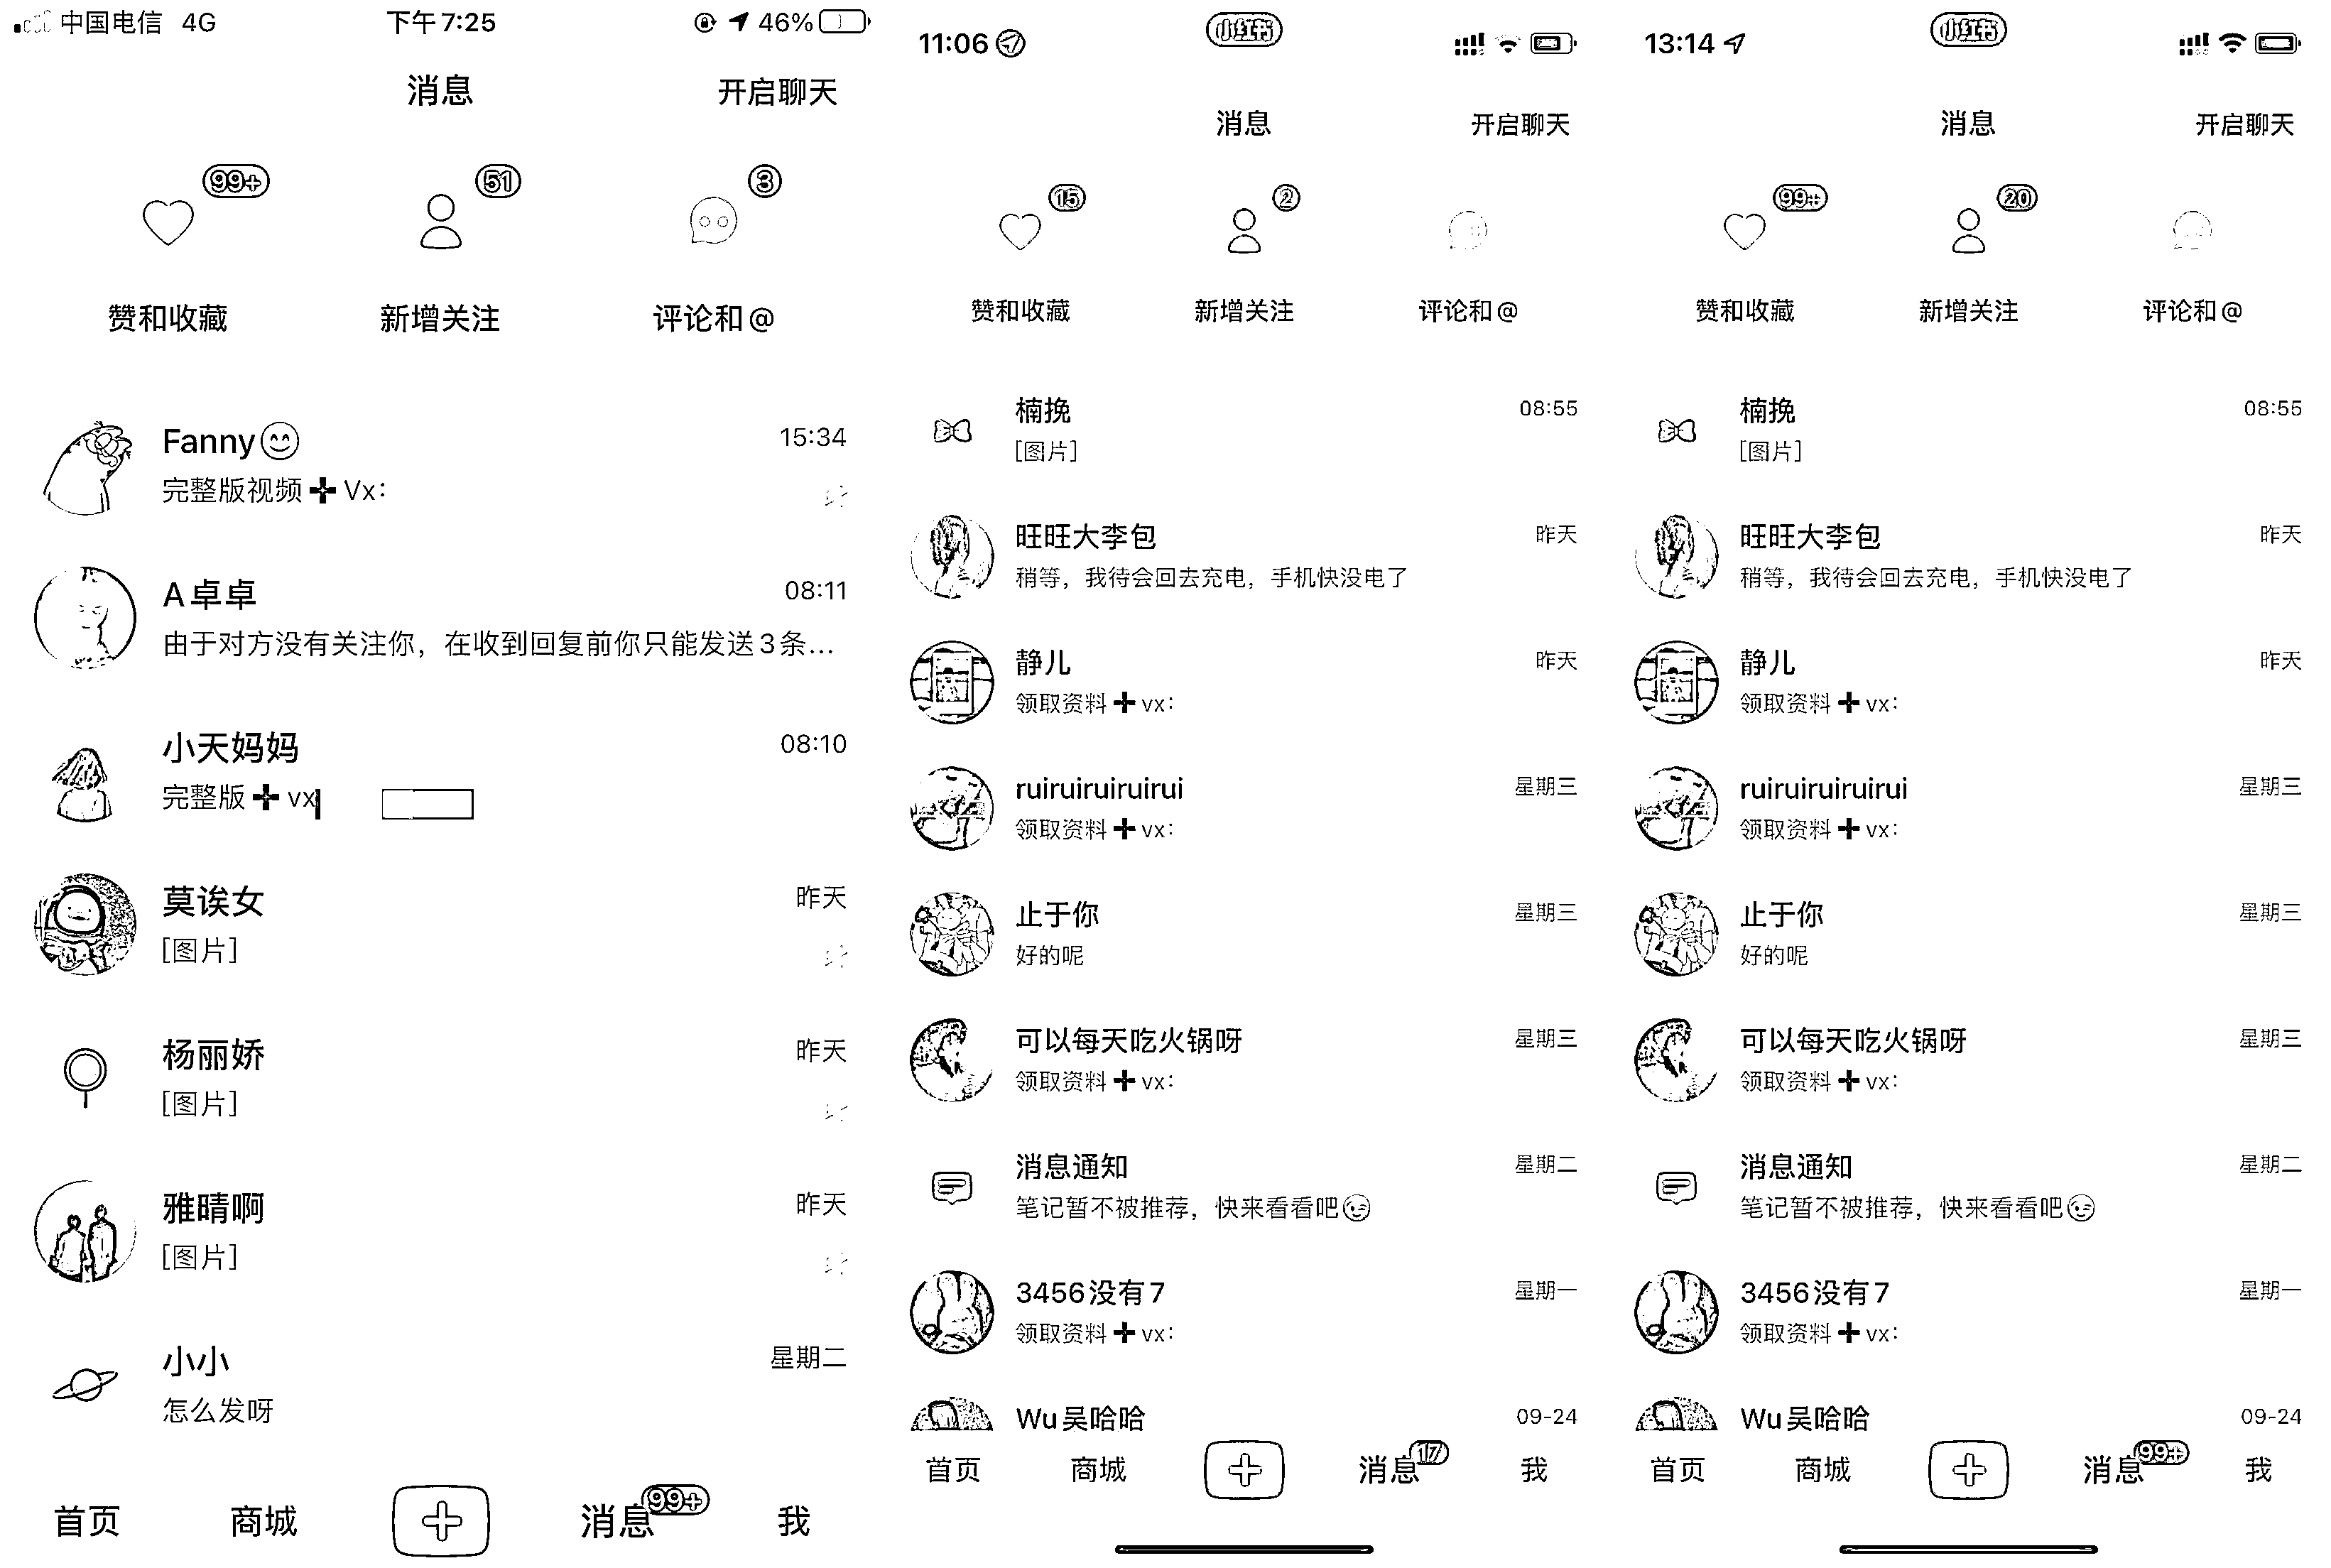 中国电信 4G 下午7:25 46%
消息 开启聊天
99+ 51 3
赞和收藏 新增关注 评论和@
Fanny 15:34
完整版视频➕Vx:
A卓卓 08:11
由于对方没有关注你，在收到回复前你只能发送3条...
小天妈妈 08:10
完整版➕vx
莫诶女 昨天
[图片]
杨丽娇 昨天
[图片]
雅晴啊 昨天
[图片]
小小 星期二
怎么发呀
首页 商城 消息 99+ 我
11:06 小红书
消息 开启聊天
15 2
赞和收藏 新增关注 评论和@
楠挽 08:55
[图片]
旺旺大李包 昨天
稍等，我待会回去充电，手机快没电了
静儿 昨天
领取资料➕vx:
ruiruiruiruirui 星期三
领取资料➕vx:
止于你 星期三
好的呢
可以每天吃火锅呀 星期三
领取资料➕vx:
消息通知 星期二
笔记暂不被推荐，快来看看吧😉
3456没有7 星期一
领取资料➕vx:
Wu吴哈哈 09-24
首页 商城 消息 17 我
13:14 小红书
消息 开启聊天
99+ 20
赞和收藏 新增关注 评论和@
楠挽 08:55
[图片]
旺旺大李包 昨天
稍等，我待会回去充电，手机快没电了
静儿 昨天
领取资料➕vx:
ruiruiruiruirui 星期三
领取资料➕vx:
止于你 星期三
好的呢
可以每天吃火锅呀 星期三
领取资料➕vx:
消息通知 星期二
笔记暂不被推荐，快来看看吧😉
3456没有7 星期一
领取资料➕vx:
Wu吴哈哈 09-24
首页 商城 消息 99+ 我